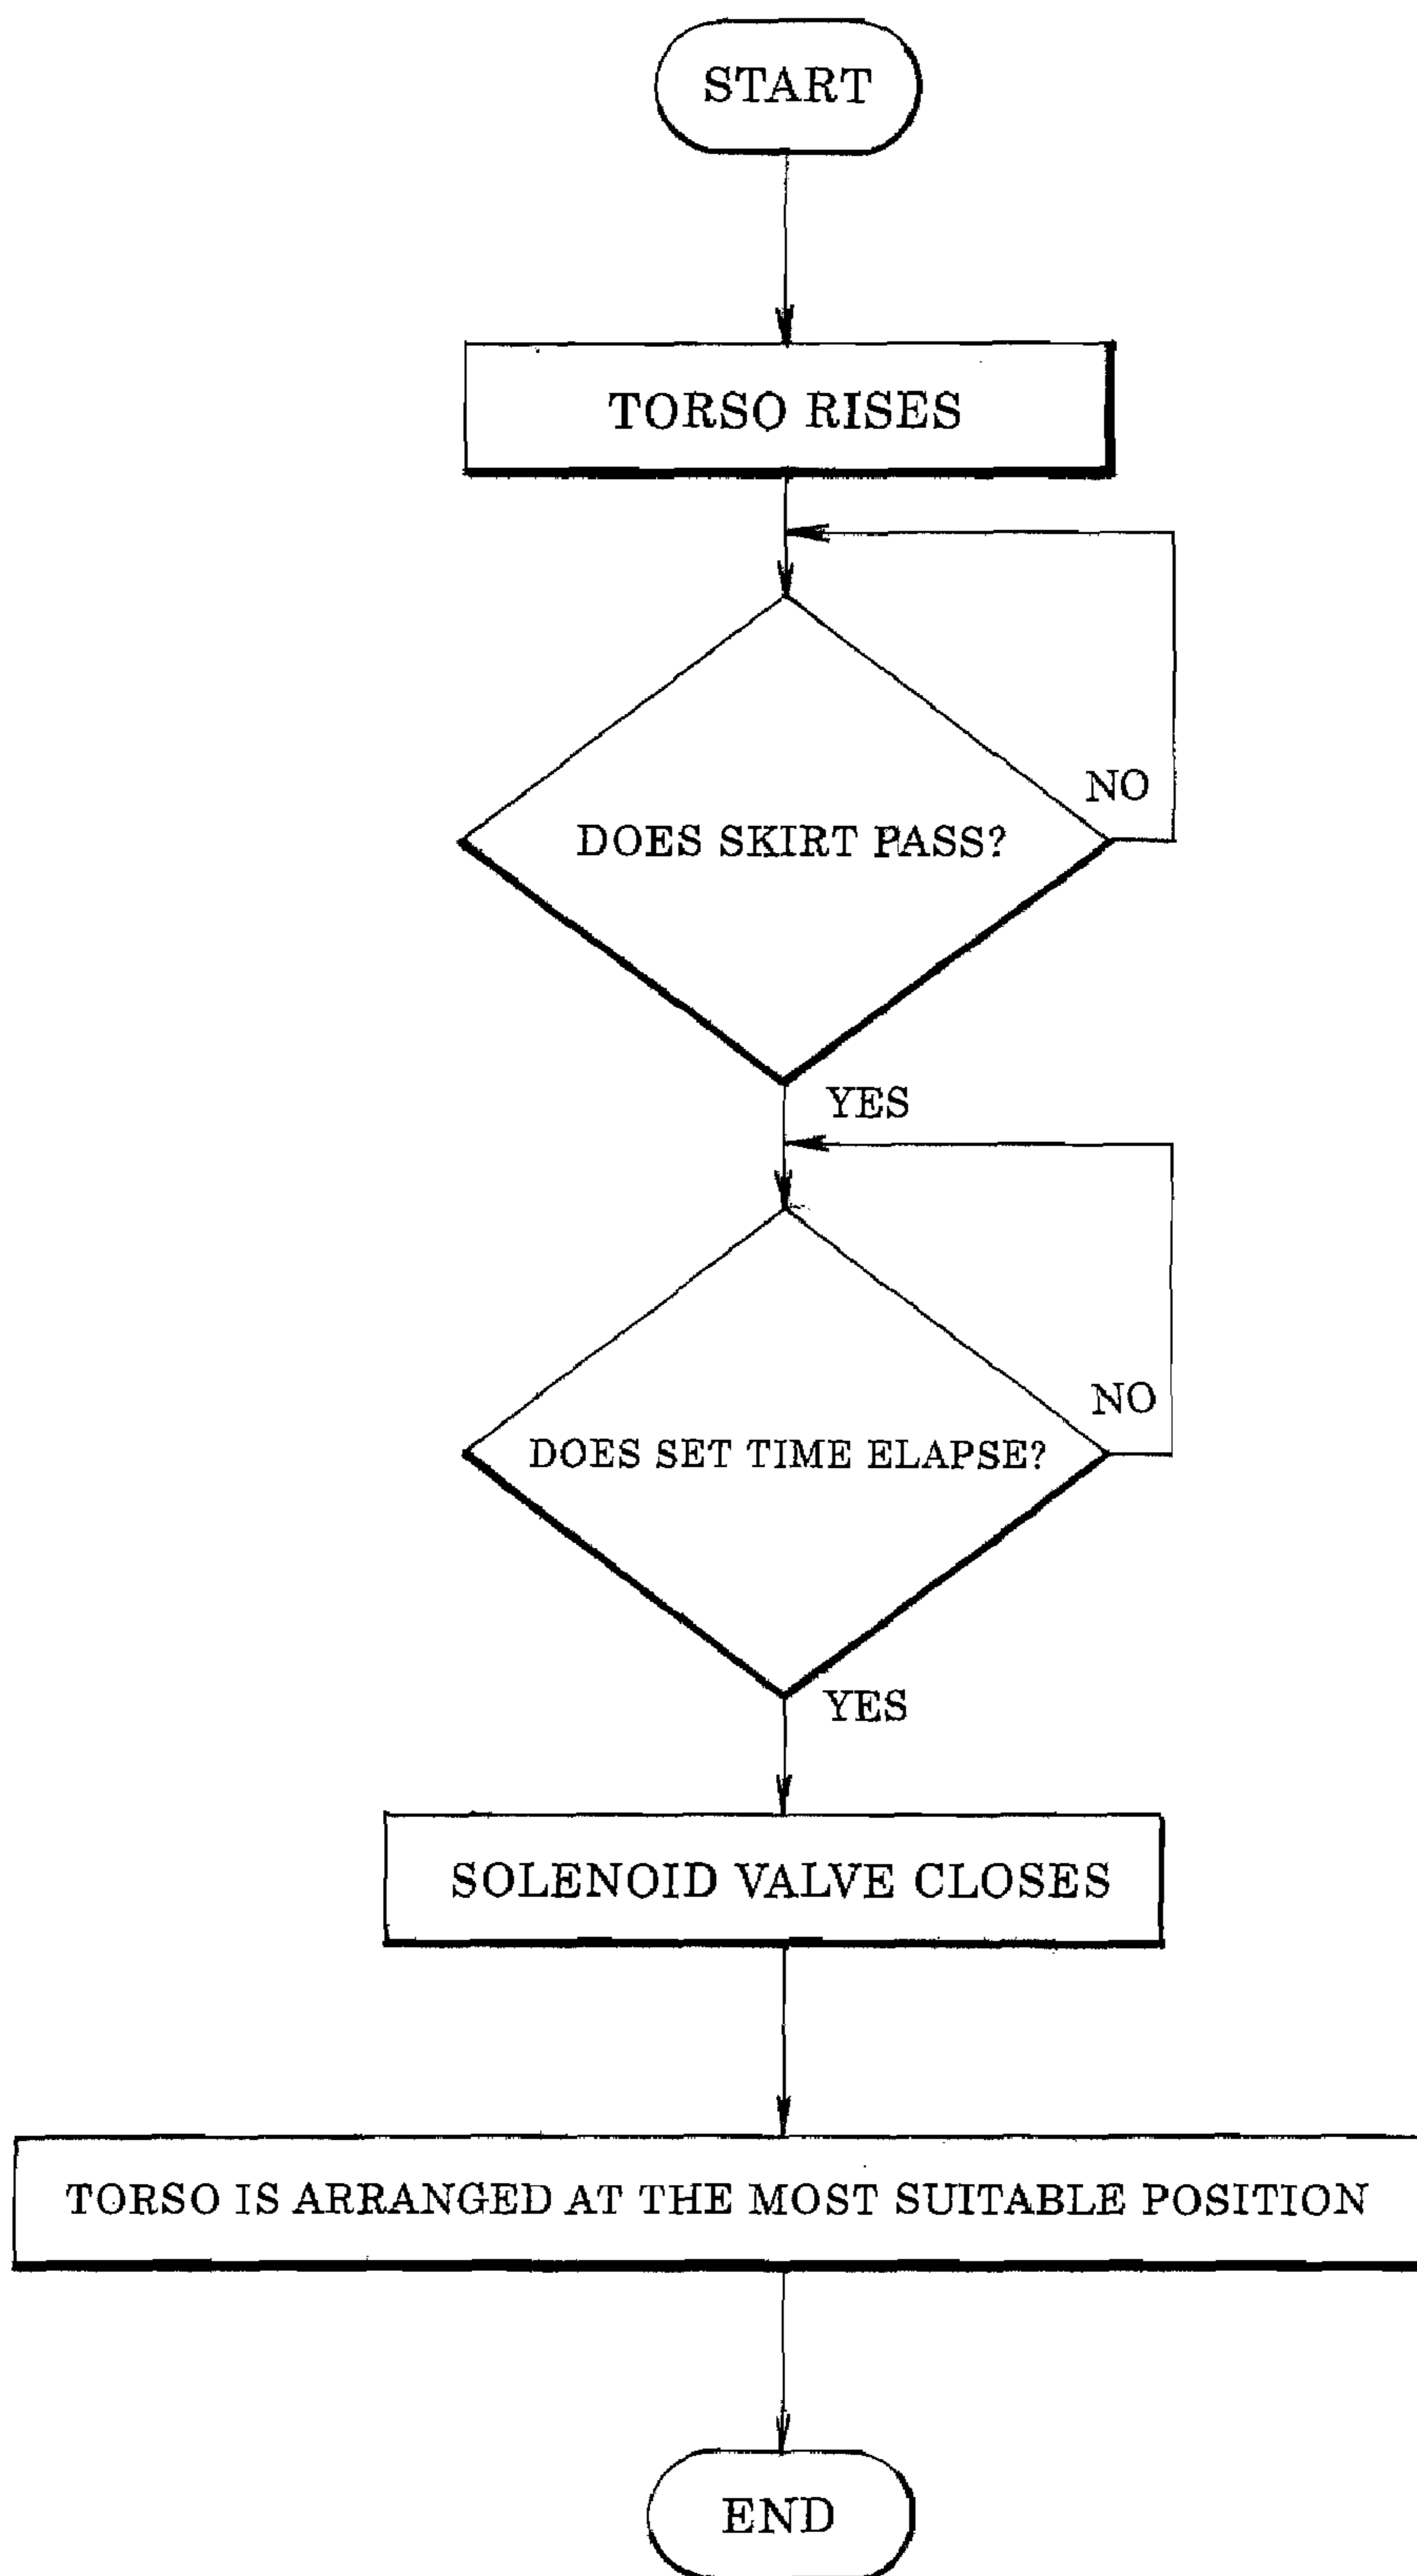 START
TORSO RISES
NO
DOES SKIRT PASS?
YES
NO
DOES SET TIME ELAPSE?
YES
SOLENOID VALVE CLOSES
TORSO IS ARRANGED AT THE MOST SUITABLE POSITION
END